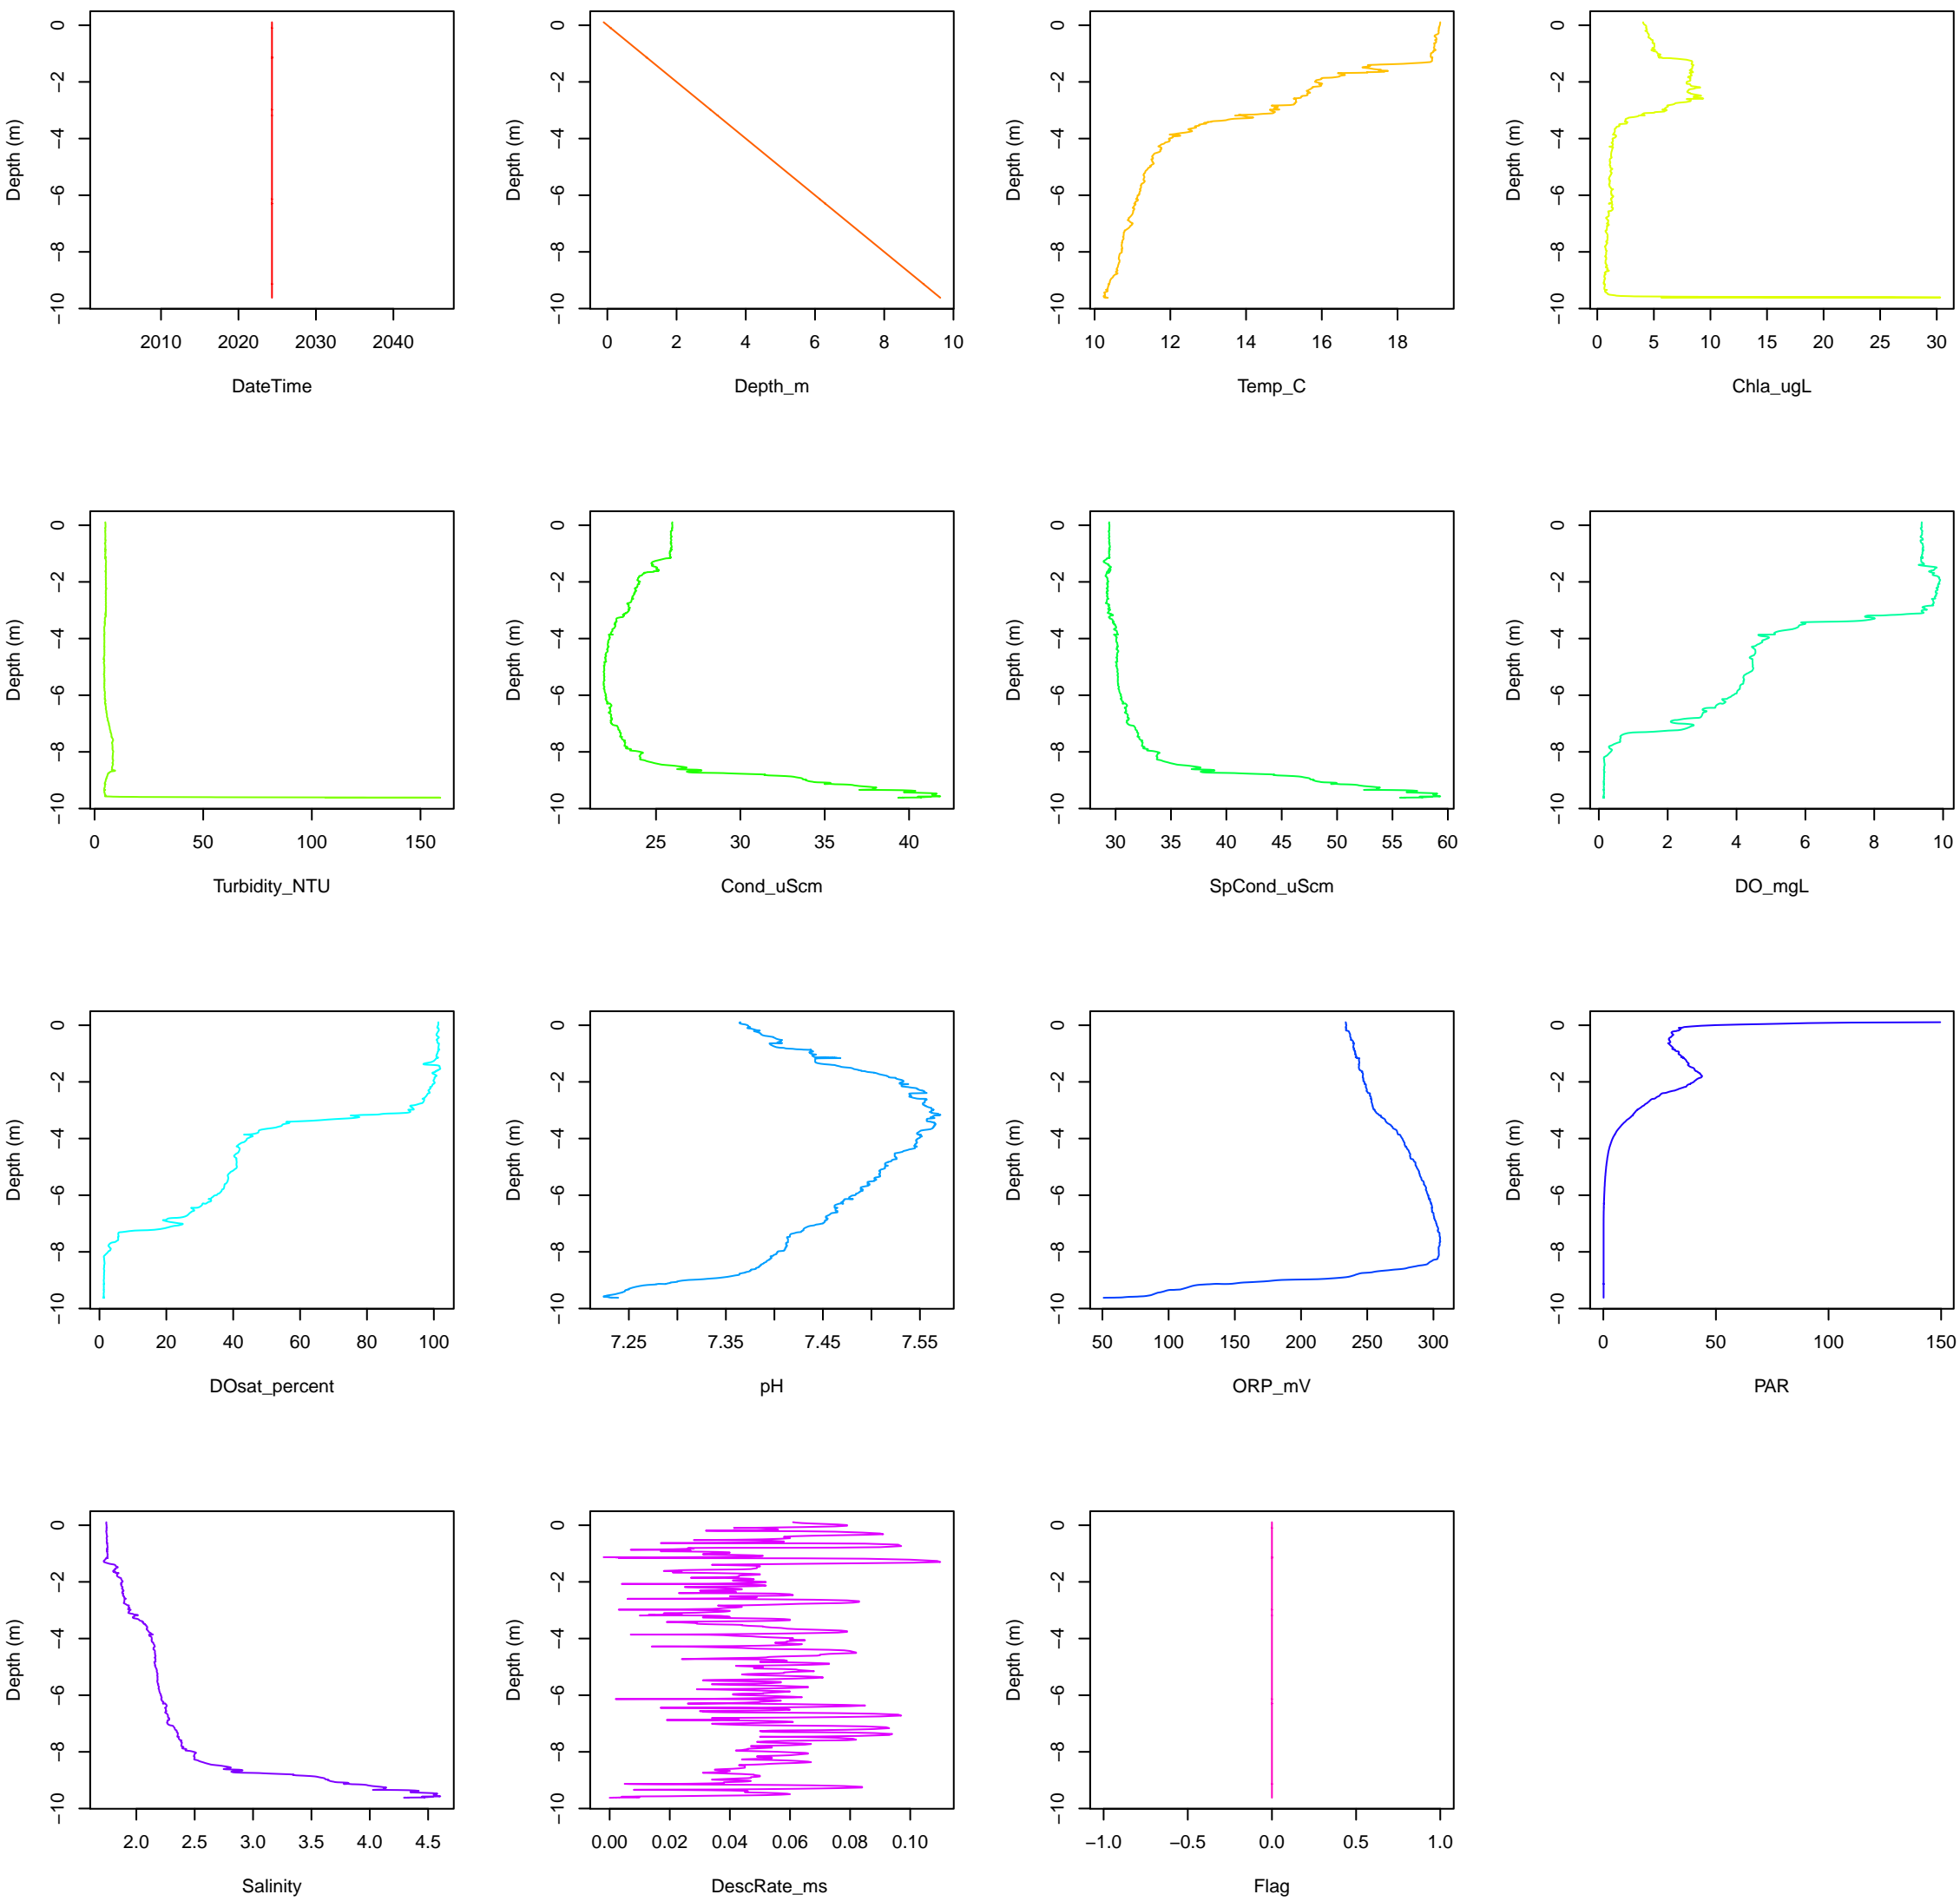 0 −2 −4 −6 −8 −10
Depth (m)
2010 2020 2030 2040
DateTime
0 −2 −4 −6 −8 −10
Depth (m)
0 2 4 6 8 10
Depth_m
0 −2 −4 −6 −8 −10
Depth (m)
10 12 14 16 18
Temp_C
0 −2 −4 −6 −8 −10
Depth (m)
0 5 10 15 20 25 30
Chla_ugL
0 −2 −4 −6 −8 −10
Depth (m)
0 50 100 150
Turbidity_NTU
0 −2 −4 −6 −8 −10
Depth (m)
25 30 35 40
Cond_uScm
0 −2 −4 −6 −8 −10
Depth (m)
30 35 40 45 50 55 60
SpCond_uScm
0 −2 −4 −6 −8 −10
Depth (m)
0 2 4 6 8 10
DO_mgL
0 −2 −4 −6 −8 −10
Depth (m)
0 20 40 60 80 100
DOsat_percent
0 −2 −4 −6 −8 −10
Depth (m)
7.25 7.35 7.45 7.55
pH
0 −2 −4 −6 −8 −10
Depth (m)
50 100 150 200 250 300
ORP_mV
0 −2 −4 −6 −8 −10
Depth (m)
0 50 100 150
PAR
0 −2 −4 −6 −8 −10
Depth (m)
2.0 2.5 3.0 3.5 4.0 4.5
Salinity
0 −2 −4 −6 −8 −10
Depth (m)
0.00 0.02 0.04 0.06 0.08 0.10
DescRate_ms
0 −2 −4 −6 −8 −10
Depth (m)
−1.0 −0.5 0.0 0.5 1.0
Flag